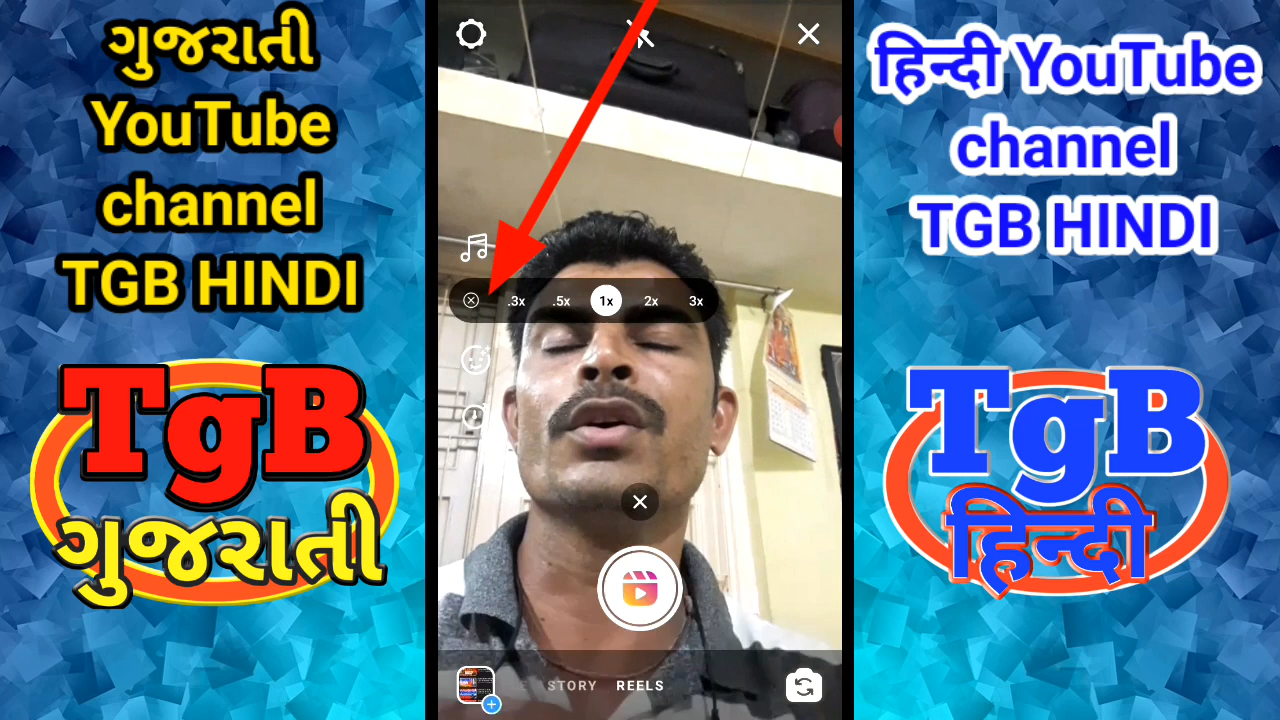 ગુજરાતી
YouTube
channel
TGB HINDI
TgB
ગુજરાતી
.3x .5x 1x 2x 3x
STORY REELS
हिन्दी YouTube
channel
TGB HINDI
TgB
हिन्दी